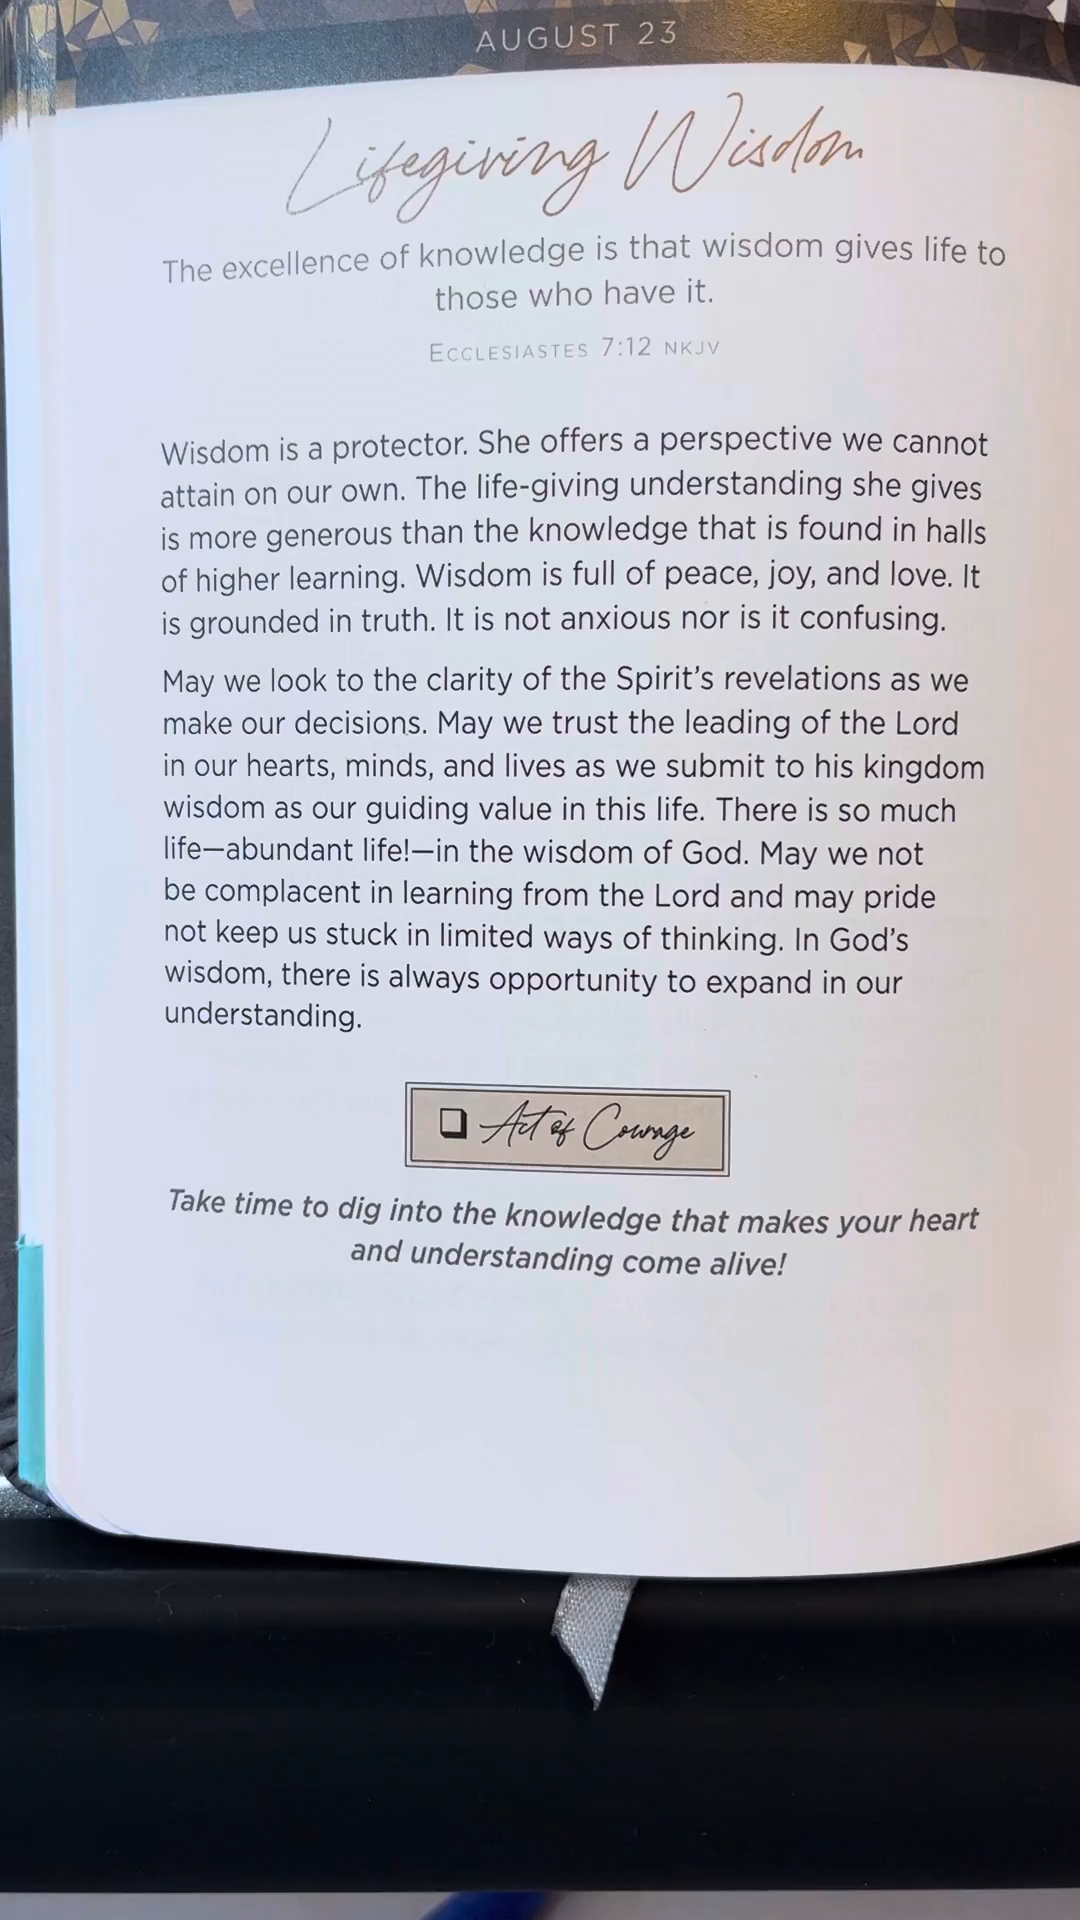 AUGUST 23
Lifegiving Wisdom
The excellence of knowledge is that wisdom gives life to
those who have it.
ECCLESIASTES 7:12 NKJV
Wisdom is a protector. She offers a perspective we cannot
attain on our own. The life-giving understanding she gives
is more generous than the knowledge that is found in halls
of higher learning. Wisdom is full of peace, joy, and love. It
is grounded in truth. It is not anxious nor is it confusing.
May we look to the clarity of the Spirit's revelations as we
make our decisions. May we trust the leading of the Lord
in our hearts, minds, and lives as we submit to his kingdom
wisdom as our guiding value in this life. There is so much
life—abundant life!—in the wisdom of God. May we not
be complacent in learning from the Lord and may pride
not keep us stuck in limited ways of thinking. In God's
wisdom, there is always opportunity to expand in our
understanding.
❑ Act of Courage
Take time to dig into the knowledge that makes your heart
and understanding come alive!